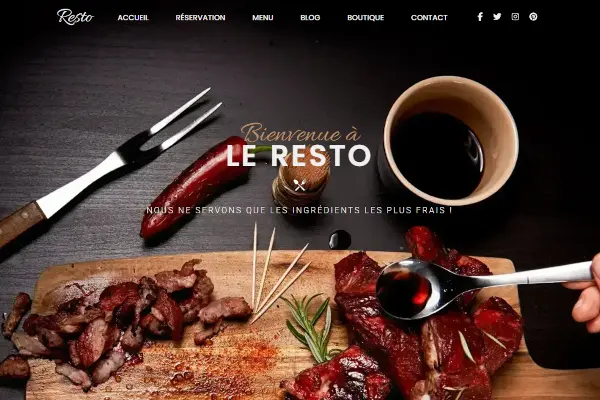 Resto ACCUEIL RÉSERVATION MENU BLOG BOUTIQUE CONTACT
Bienvenue à
LE RESTO
NOUS NE SERVONS QUE LES INGRÉDIENTS LES PLUS FRAIS !